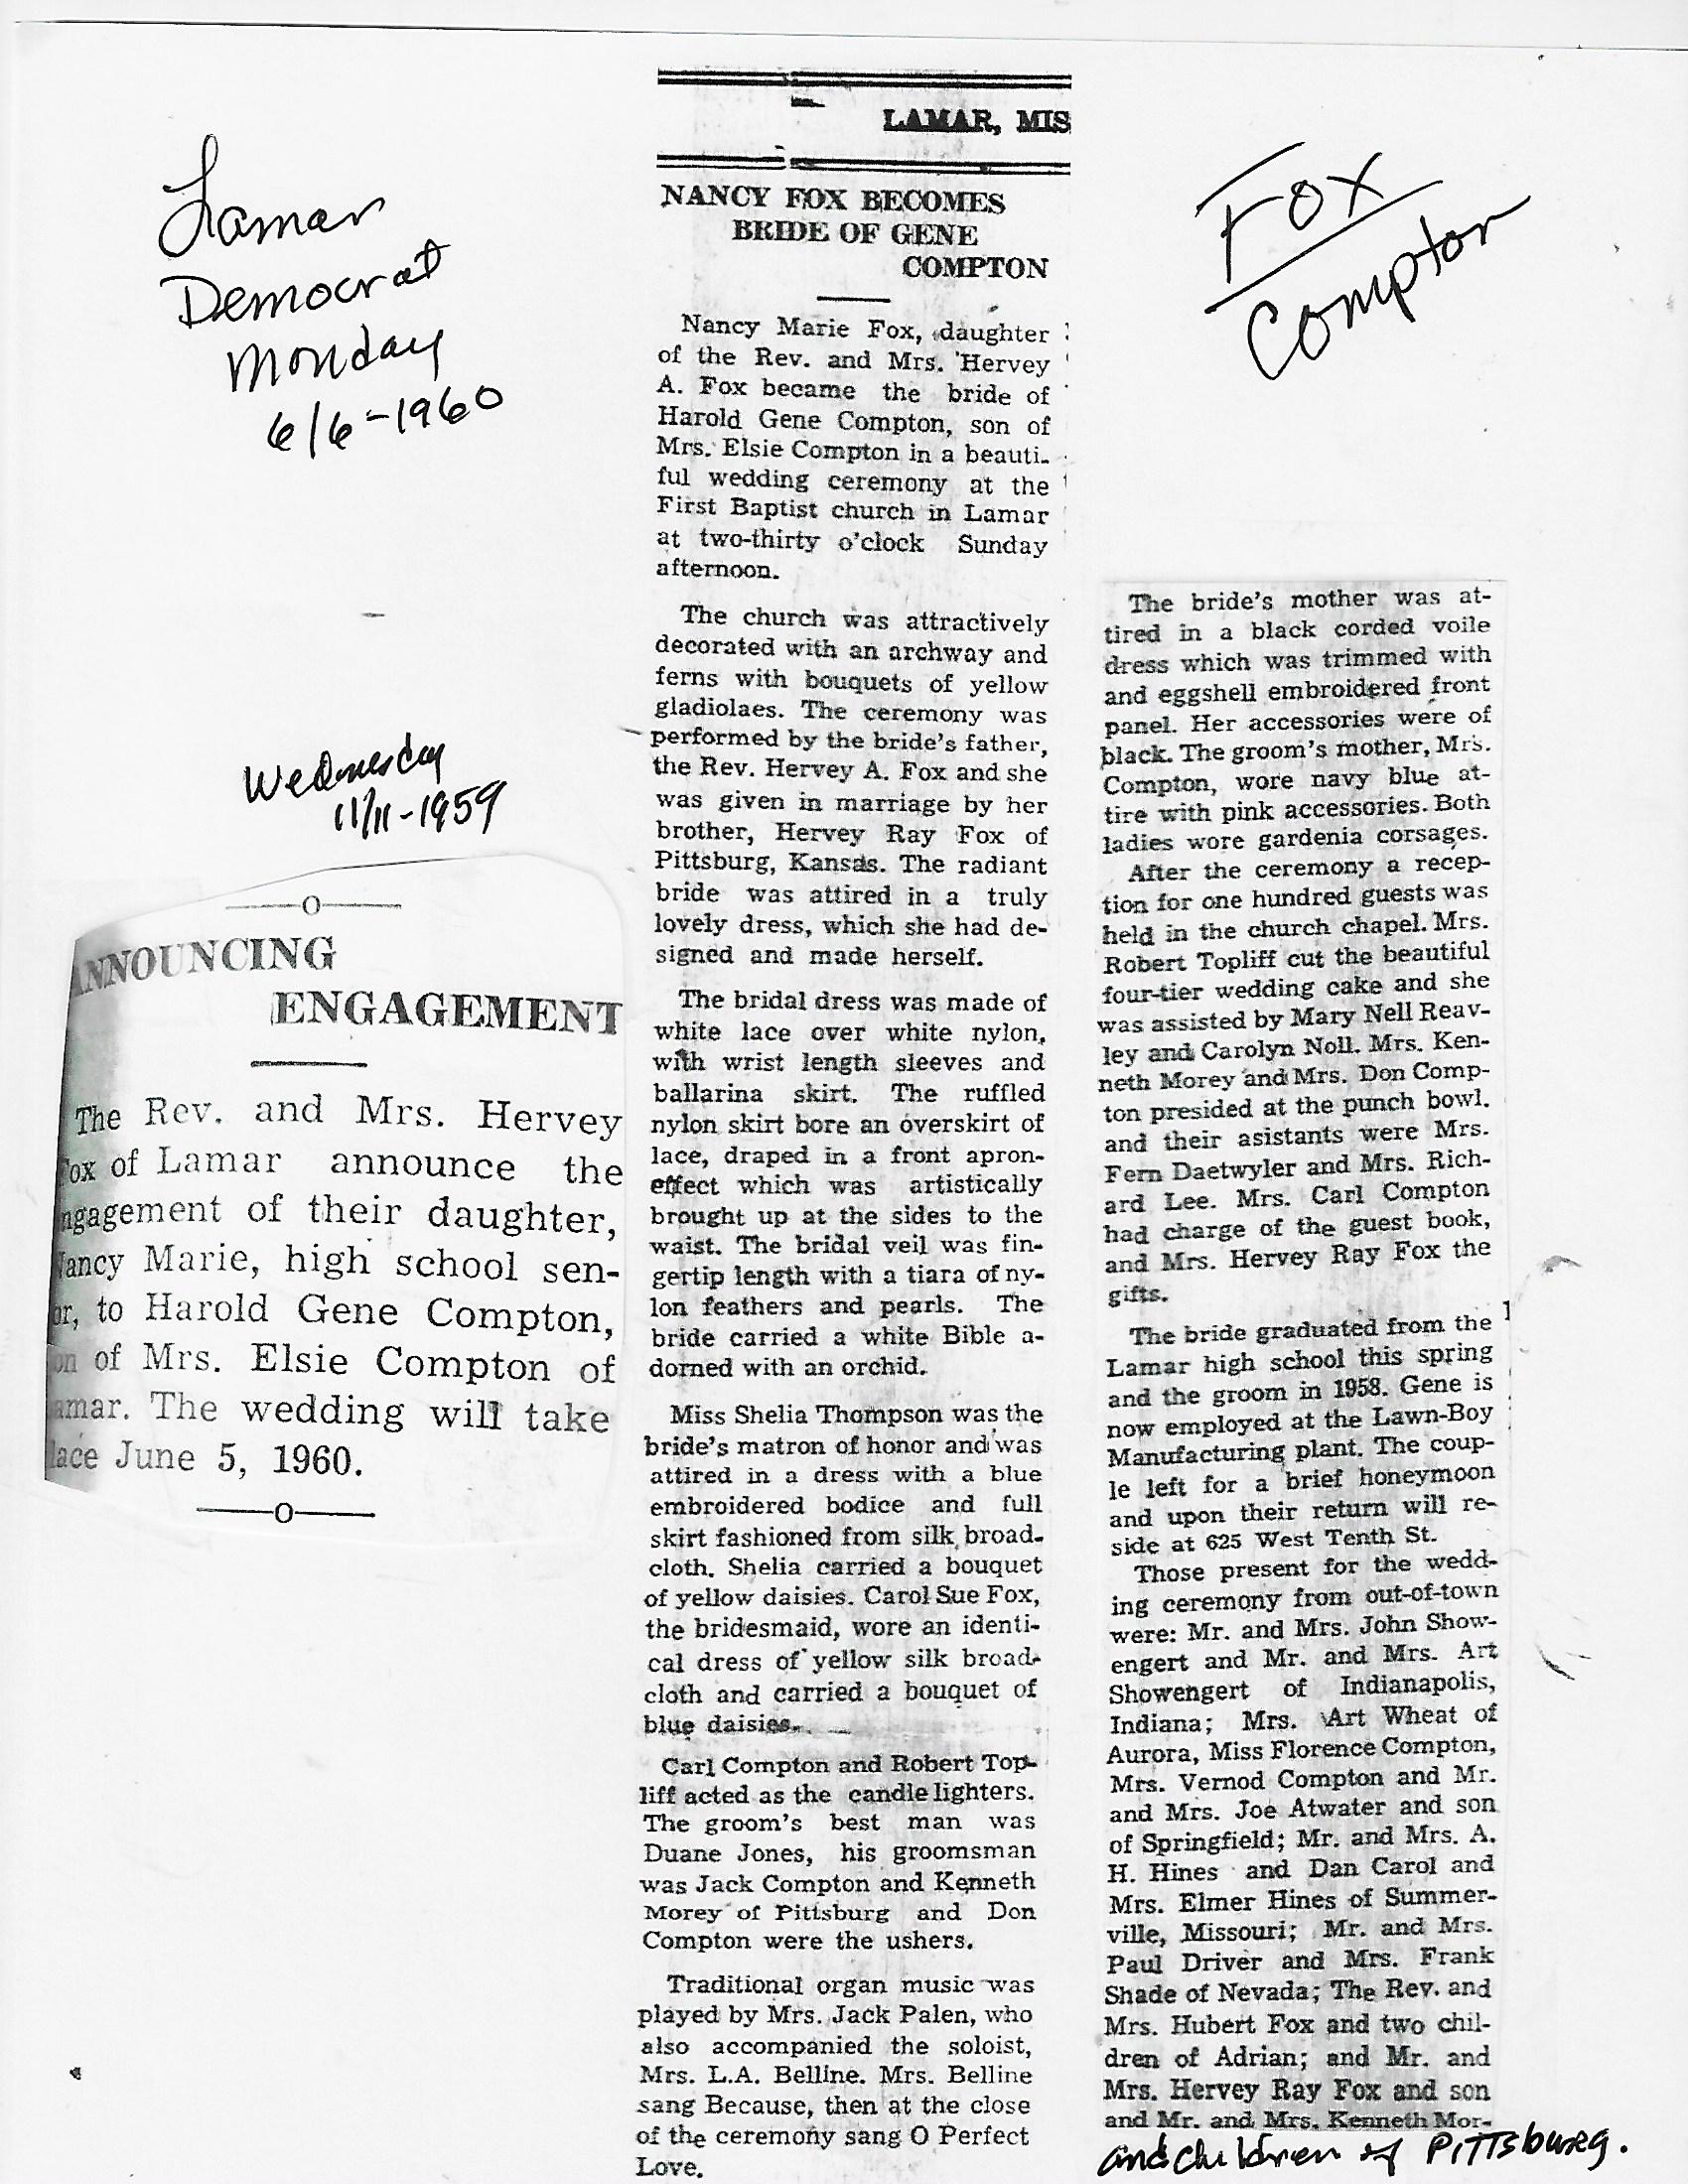 Lamar
Democrat
Monday
6/6-1960
Wednesday
11/11-1959
—O—
ANNOUNCING
ENGAGEMENT
The Rev. and Mrs. Hervey
Fox of Lamar announce the
ngagement of their daughter,
Nancy Marie, high school sen-
or, to Harold Gene Compton,
on of Mrs. Elsie Compton of
amar. The wedding will take
lace June 5, 1960.
—O—
LAMAR, MIS
NANCY FOX BECOMES
BRIDE OF GENE
COMPTON
Nancy Marie Fox, daughter
of the Rev. and Mrs. Hervey
A. Fox became the bride of
Harold Gene Compton, son of
Mrs. Elsie Compton in a beauti-
ful wedding ceremony at the
First Baptist church in Lamar
at two-thirty o'clock Sunday
afternoon.
The church was attractively
decorated with an archway and
ferns with bouquets of yellow
gladiolaes. The ceremony was
performed by the bride's father,
the Rev. Hervey A. Fox and she
was given in marriage by her
brother, Hervey Ray Fox of
Pittsburg, Kansas. The radiant
bride was attired in a truly
lovely dress, which she had de-
signed and made herself.
The bridal dress was made of
white lace over white nylon,
with wrist length sleeves and
ballarina skirt. The ruffled
nylon skirt bore an overskirt of
lace, draped in a front apron-
effect which was artistically
brought up at the sides to the
waist. The bridal veil was fin-
gertip length with a tiara of ny-
lon feathers and pearls. The
bride carried a white Bible a-
dorned with an orchid.
Miss Shelia Thompson was the
bride's matron of honor and was
attired in a dress with a blue
embroidered bodice and full
skirt fashioned from silk broad-
cloth. Shelia carried a bouquet
of yellow daisies. Carol Sue Fox,
the bridesmaid, wore an identi-
cal dress of yellow silk broad-
cloth and carried a bouquet of
blue daisies.
Carl Compton and Robert Top-
liff acted as the candle lighters.
The groom's best man was
Duane Jones, his groomsman
was Jack Compton and Kenneth
Morey of Pittsburg and Don
Compton were the ushers.
Traditional organ music was
played by Mrs. Jack Palen, who
also accompanied the soloist,
Mrs. L.A. Belline. Mrs. Belline
sang Because, then at the close
of the ceremony sang O Perfect
Love.
Fox
Compton
The bride's mother was at-
tired in a black corded voile
dress which was trimmed with
and eggshell embroidered front
panel. Her accessories were of
black. The groom's mother, Mrs.
Compton, wore navy blue at-
tire with pink accessories. Both
ladies wore gardenia corsages.
After the ceremony a recep-
tion for one hundred guests was
held in the church chapel. Mrs.
Robert Topliff cut the beautiful
four-tier wedding cake and she
was assisted by Mary Nell Reav-
ley and Carolyn Noll. Mrs. Ken-
neth Morey and Mrs. Don Comp-
ton presided at the punch bowl.
and their asistants were Mrs.
Fern Daetwyler and Mrs. Rich-
ard Lee. Mrs. Carl Compton
had charge of the guest book,
and Mrs. Hervey Ray Fox the
gifts.
The bride graduated from the
Lamar high school this spring
and the groom in 1958. Gene is
now employed at the Lawn-Boy
Manufacturing plant. The coup-
le left for a brief honeymoon
and upon their return will re-
side at 625 West Tenth St.
Those present for the wedd-
ing ceremony from out-of-town
were: Mr. and Mrs. John Show-
engert and Mr. and Mrs. Art
Showengert of Indianapolis,
Indiana; Mrs. Art Wheat of
Aurora, Miss Florence Compton,
Mrs. Vernod Compton and Mr.
and Mrs. Joe Atwater and son
of Springfield; Mr. and Mrs. A.
H. Hines and Dan Carol and
Mrs. Elmer Hines of Summer-
ville, Missouri; Mr. and Mrs.
Paul Driver and Mrs. Frank
Shade of Nevada; The Rev. and
Mrs. Hubert Fox and two chil-
dren of Adrian; and Mr. and
Mrs. Hervey Ray Fox and son
and Mr. and Mrs. Kenneth Mor-
and children of Pittsburg.